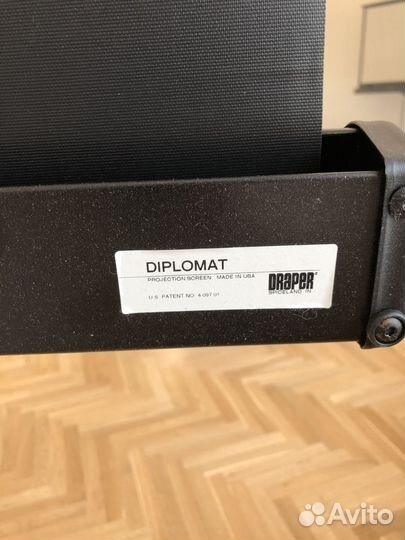 DIPLOMAT
PROJECTION SCREEN MADE IN USA
U.S. PATENT NO. 4 097 01
DRAPER
SPICELAND IN
Avito